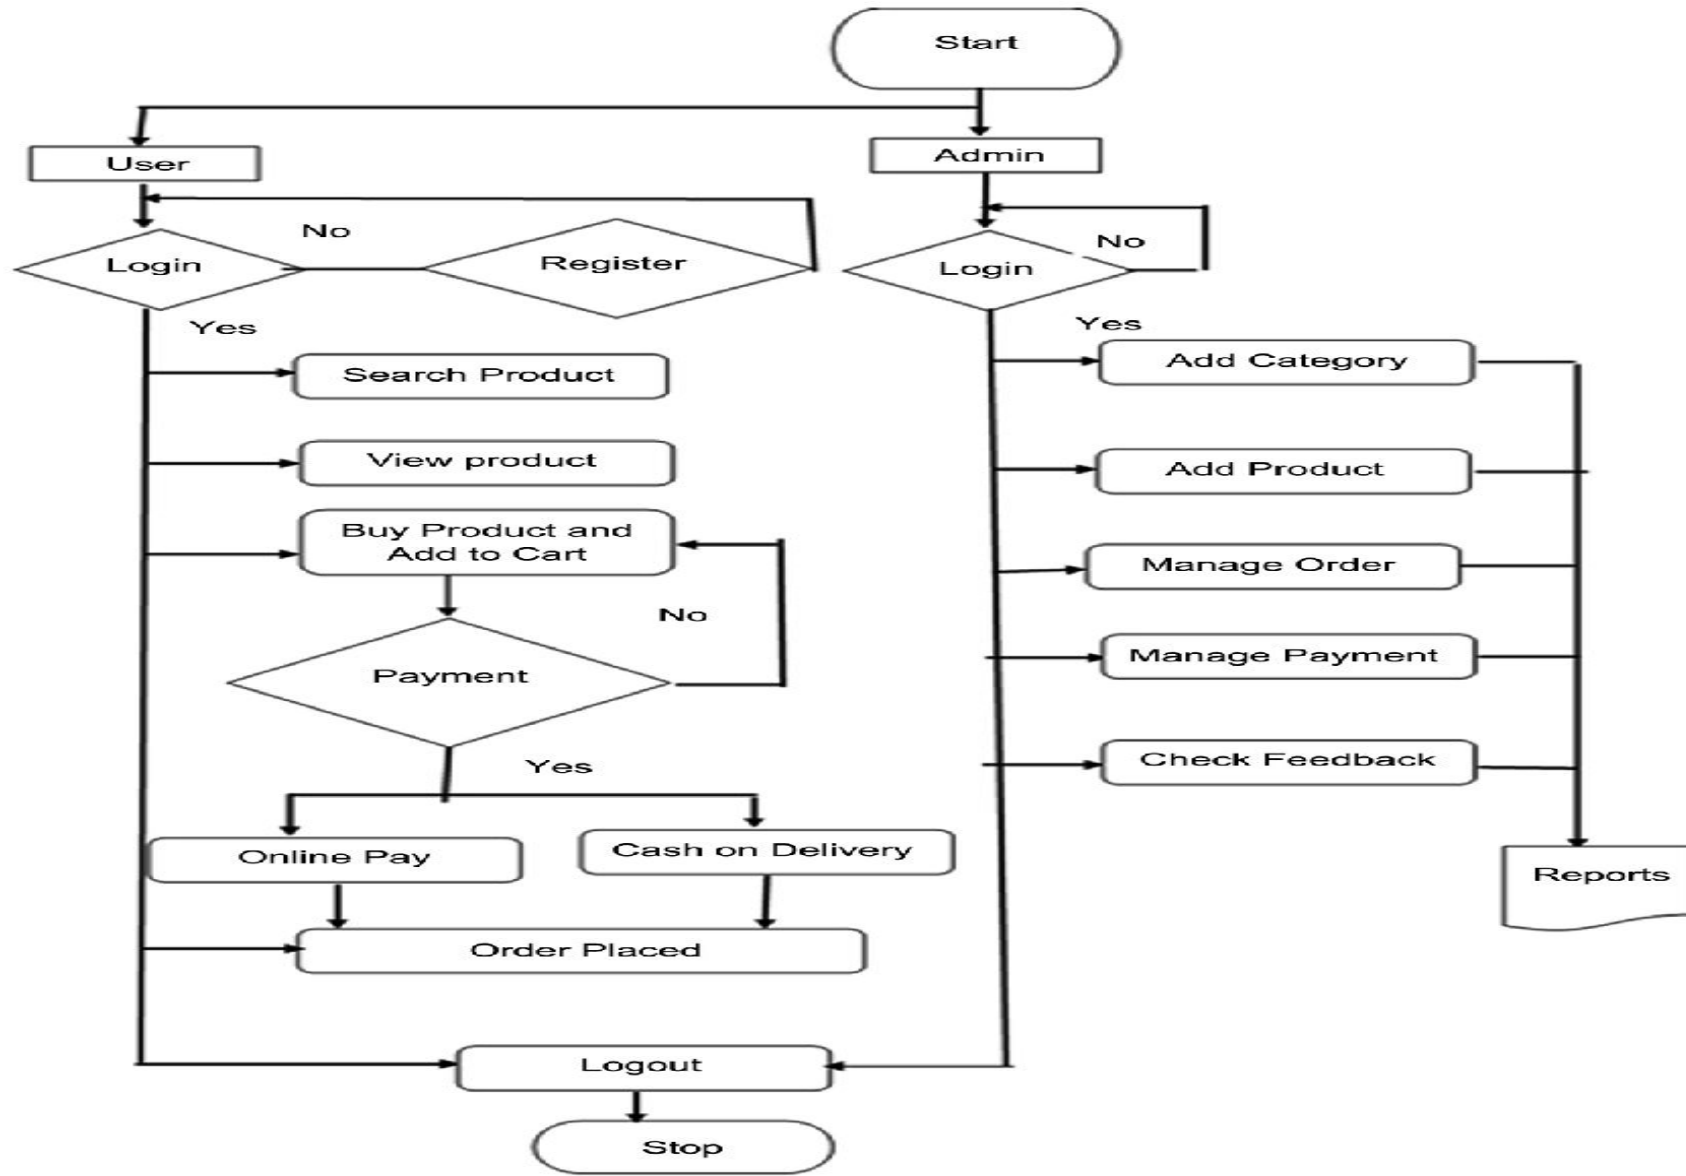 Start
User
Admin
No
Login
Register
No
Login
Yes
Yes
Search Product
Add Category
View product
Add Product
Buy Product and
Add to Cart
Manage Order
No
Payment
Manage Payment
Yes
Check Feedback
Online Pay
Cash on Delivery
Reports
Order Placed
Logout
Stop